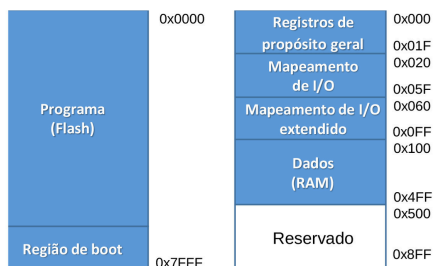 0x0000
Programa
(Flash)
Região de boot
0x7FFF
Registros de
propósito geral
0x000
0x01F
Mapeamento
de I/O
0x020
0x05F
Mapeamento de I/O
extendido
0x060
0x0FF
Dados
(RAM)
0x100
0x4FF
Reservado
0x500
0x8FF